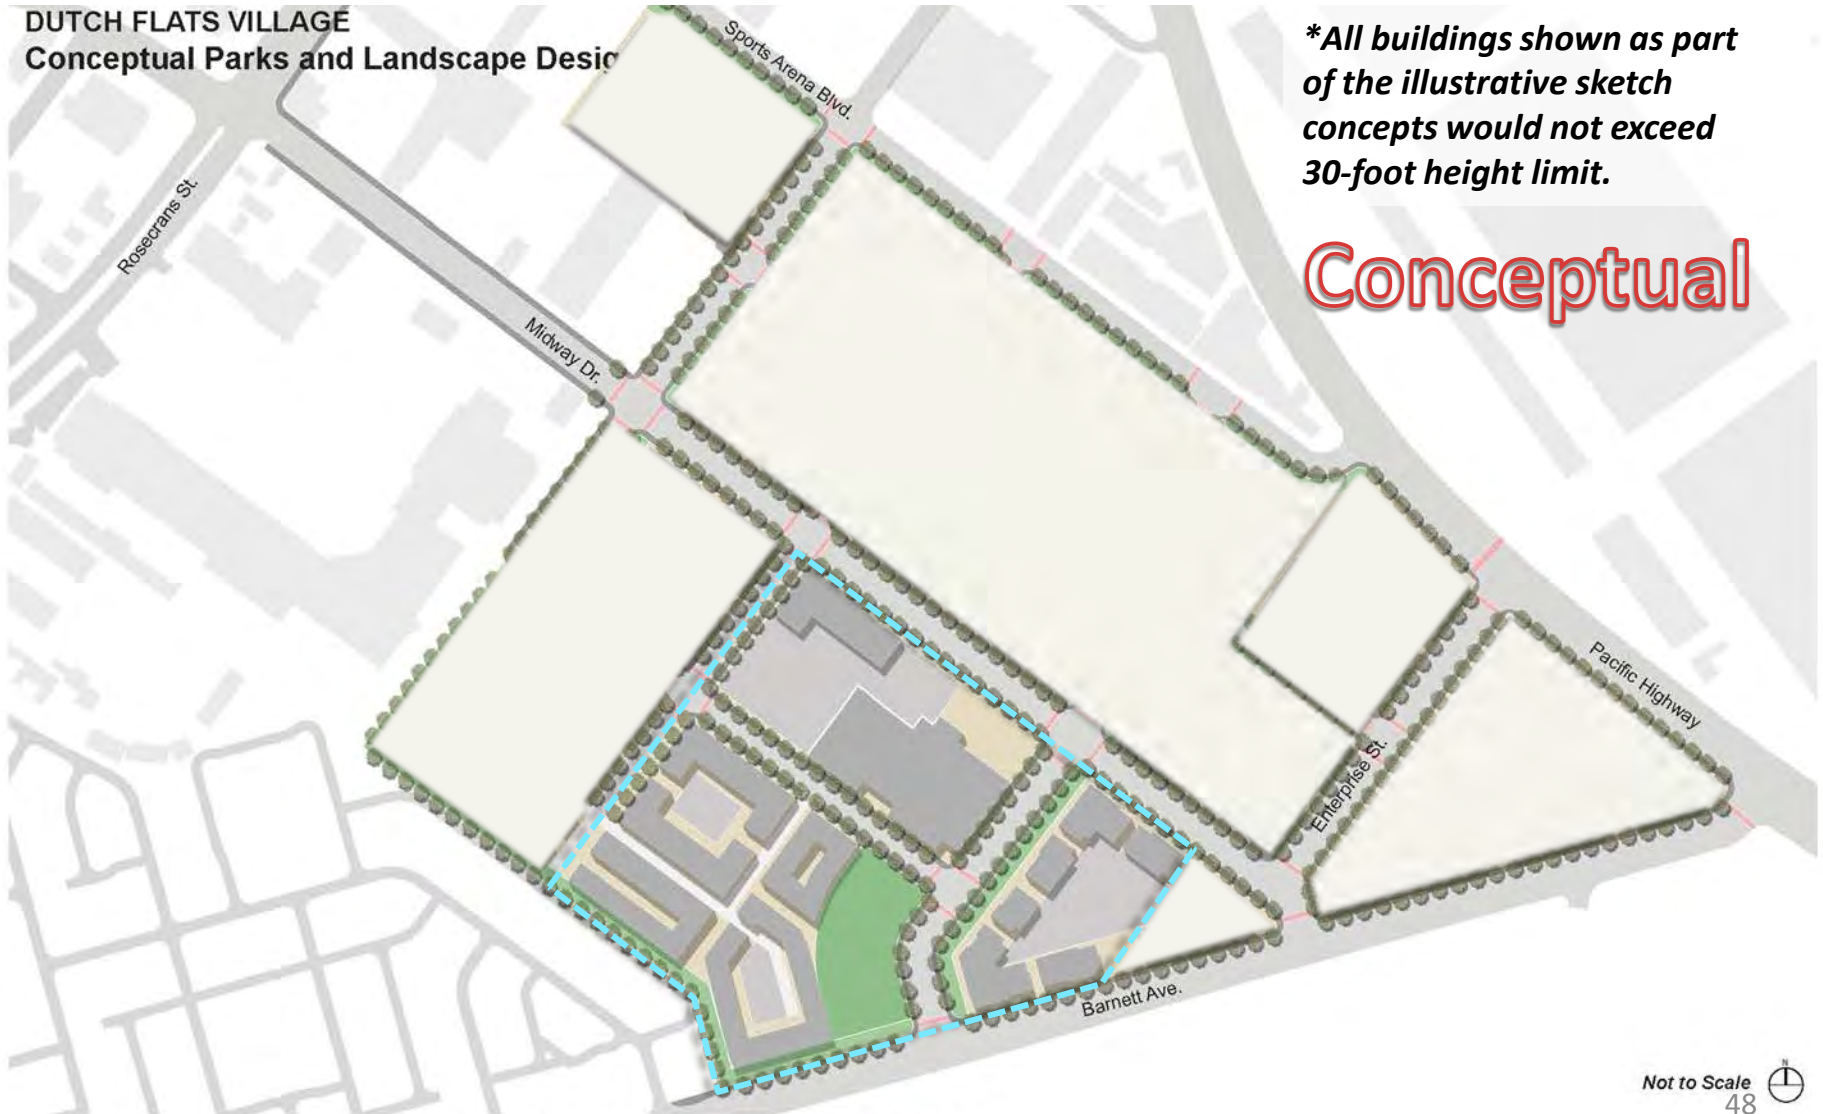 DUTCH FLATS VILLAGE
Conceptual Parks and Landscape Desig
*All buildings shown as part
of the illustrative sketch
concepts would not exceed
30-foot height limit.
Conceptual
Sports Arena Blvd.
Rosecrans St.
Midway Dr.
Pacific Highway
Enterprise St.
Barnett Ave.
N
Not to Scale
48